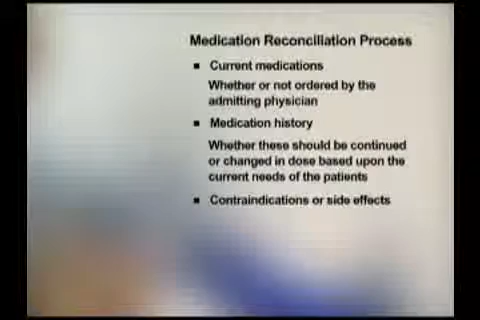 Medication Reconciliation Process
▪ Current medications
Whether or not ordered by the
admitting physician
▪ Medication history
Whether these should be continued
or changed in dose based upon the
current needs of the patients
▪ Contraindications or side effects